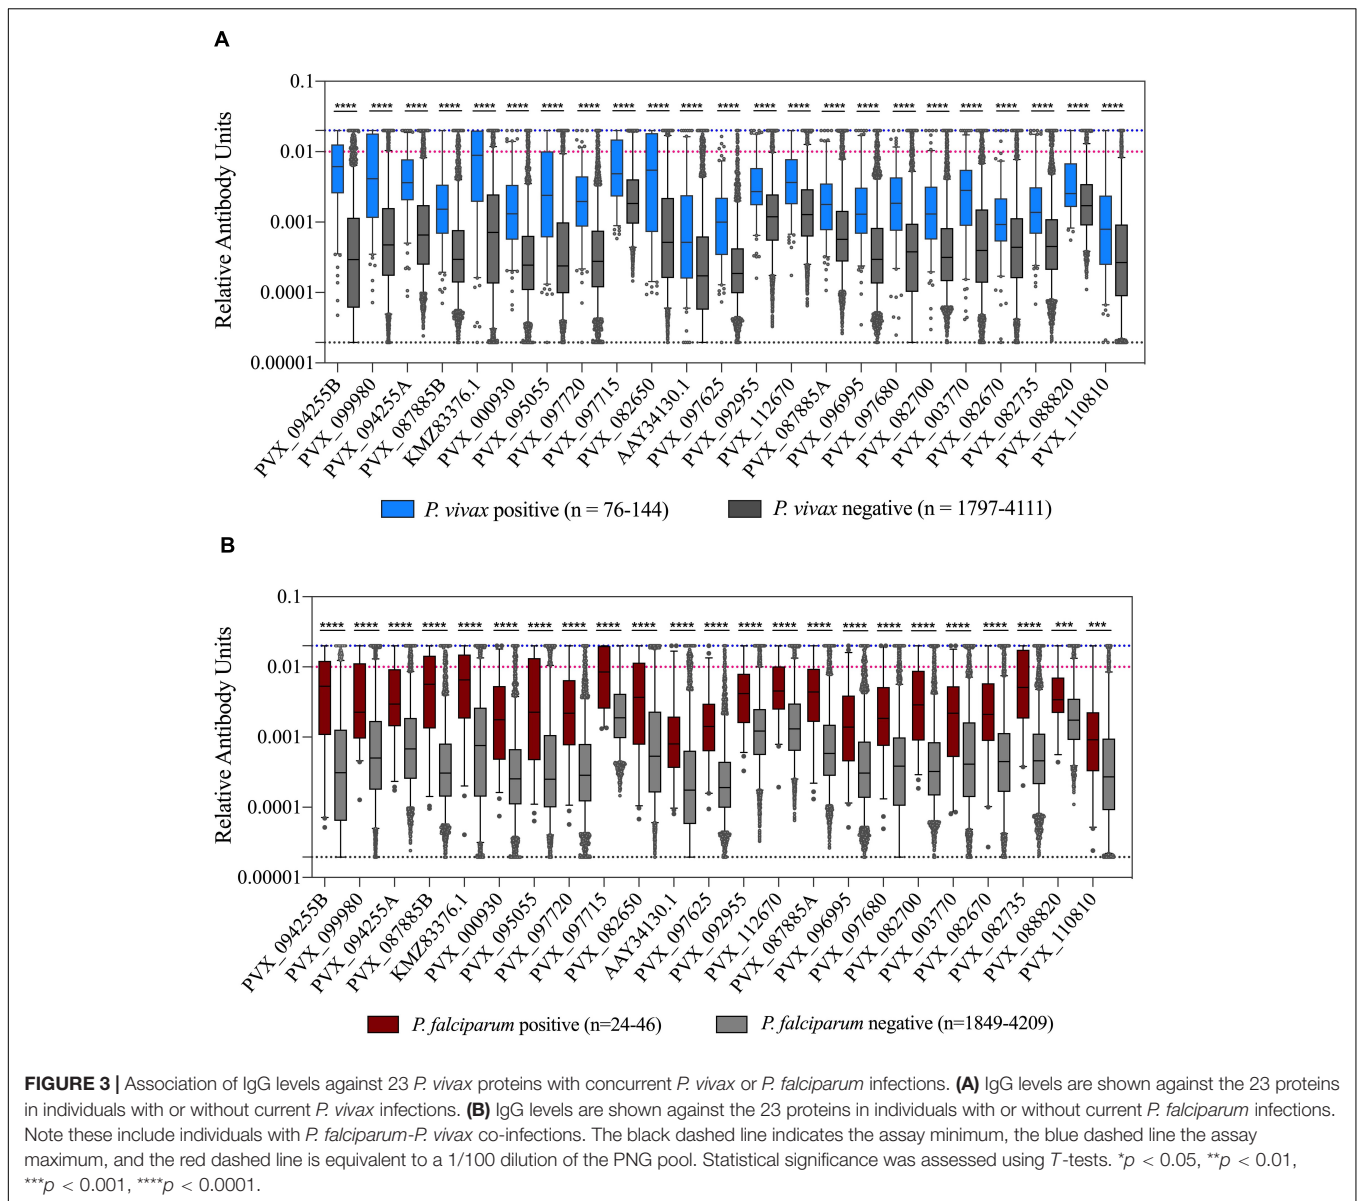 A
Relative Antibody Units
0.1
0.01
0.001
0.0001
0.00001
**** **** **** **** **** **** **** **** **** **** **** **** **** **** **** **** **** **** **** **** **** **** ****
PVX_094255B
PVX_099980
PVX_094255A
PVX_087885B
KMZ83376.1
PVX_000930
PVX_095055
PVX_097720
PVX_097715
PVX_082650
AAY34130.1
PVX_097625
PVX_092955
PVX_112670
PVX_087885A
PVX_096995
PVX_097680
PVX_082700
PVX_003770
PVX_082670
PVX_082735
PVX_088820
PVX_110810
P. vivax positive (n = 76-144)
P. vivax negative (n = 1797-4111)
B
Relative Antibody Units
0.1
0.01
0.001
0.0001
0.00001
**** **** **** **** **** **** **** **** **** **** **** **** **** **** **** **** **** **** **** **** **** *** ***
PVX_094255B
PVX_099980
PVX_094255A
PVX_087885B
KMZ83376.1
PVX_000930
PVX_095055
PVX_097720
PVX_097715
PVX_082650
AAY34130.1
PVX_097625
PVX_092955
PVX_112670
PVX_087885A
PVX_096995
PVX_097680
PVX_082700
PVX_003770
PVX_082670
PVX_082735
PVX_088820
PVX_110810
P. falciparum positive (n=24-46)
P. falciparum negative (n=1849-4209)
FIGURE 3 | Association of IgG levels against 23 P. vivax proteins with concurrent P. vivax or P. falciparum infections. (A) IgG levels are shown against the 23 proteins
in individuals with or without current P. vivax infections. (B) IgG levels are shown against the 23 proteins in individuals with or without current P. falciparum infections.
Note these include individuals with P. falciparum-P. vivax co-infections. The black dashed line indicates the assay minimum, the blue dashed line the assay
maximum, and the red dashed line is equivalent to a 1/100 dilution of the PNG pool. Statistical significance was assessed using T-tests. *p < 0.05, **p < 0.01,
***p < 0.001, ****p < 0.0001.